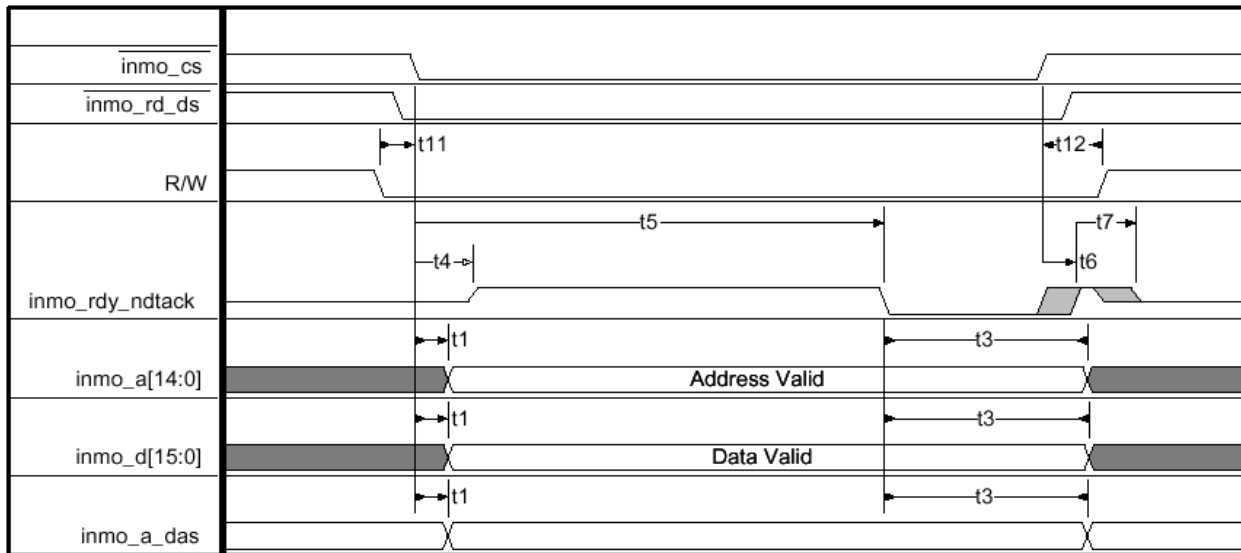 inmo_cs
inmo_rd_ds
t11
t12
R/W
t5
t7
t4
t6
inmo_rdy_ndtack
t1
t3
inmo_a[14:0]
Address Valid
t1
t3
inmo_d[15:0]
Data Valid
t1
t3
inmo_a_das